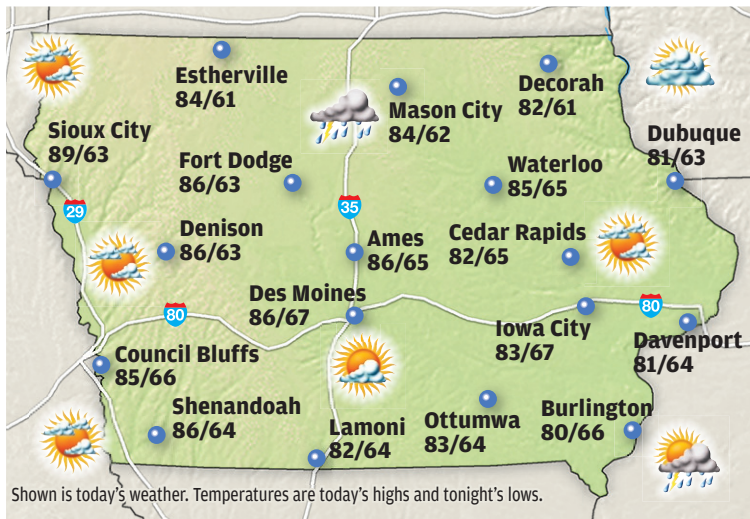 Estherville
84/61
Decorah
82/61
Mason City
84/62
Sioux City
89/63
Dubuque
81/63
Fort Dodge
86/63
Waterloo
85/65
29
35
Denison
86/63
Ames
86/65
Cedar Rapids
82/65
Des Moines
86/67
80
80
Iowa City
83/67
Davenport
81/64
Council Bluffs
85/66
Shenandoah
86/64
Lamoni
82/64
Ottumwa
83/64
Burlington
80/66
Shown is today's weather. Temperatures are today's highs and tonight's lows.